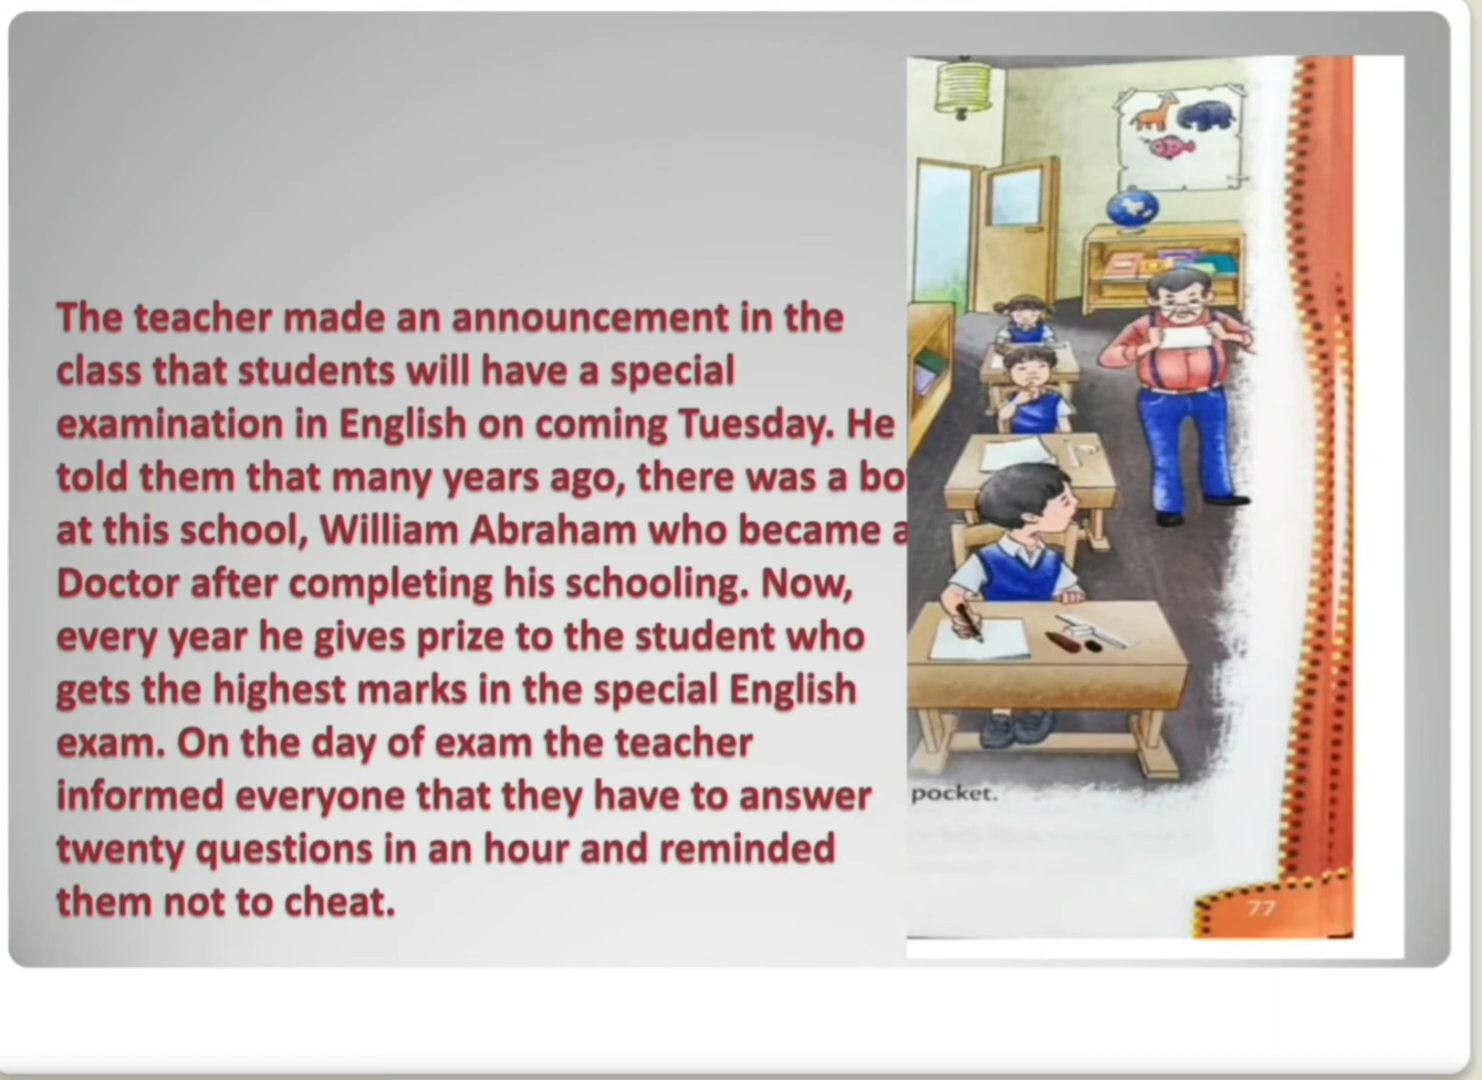 The teacher made an announcement in the
class that students will have a special
examination in English on coming Tuesday. He
told them that many years ago, there was a bo
at this school, William Abraham who became a
Doctor after completing his schooling. Now,
every year he gives prize to the student who
gets the highest marks in the special English
exam. On the day of exam the teacher
informed everyone that they have to answer
twenty questions in an hour and reminded
them not to cheat.
pocket.
77